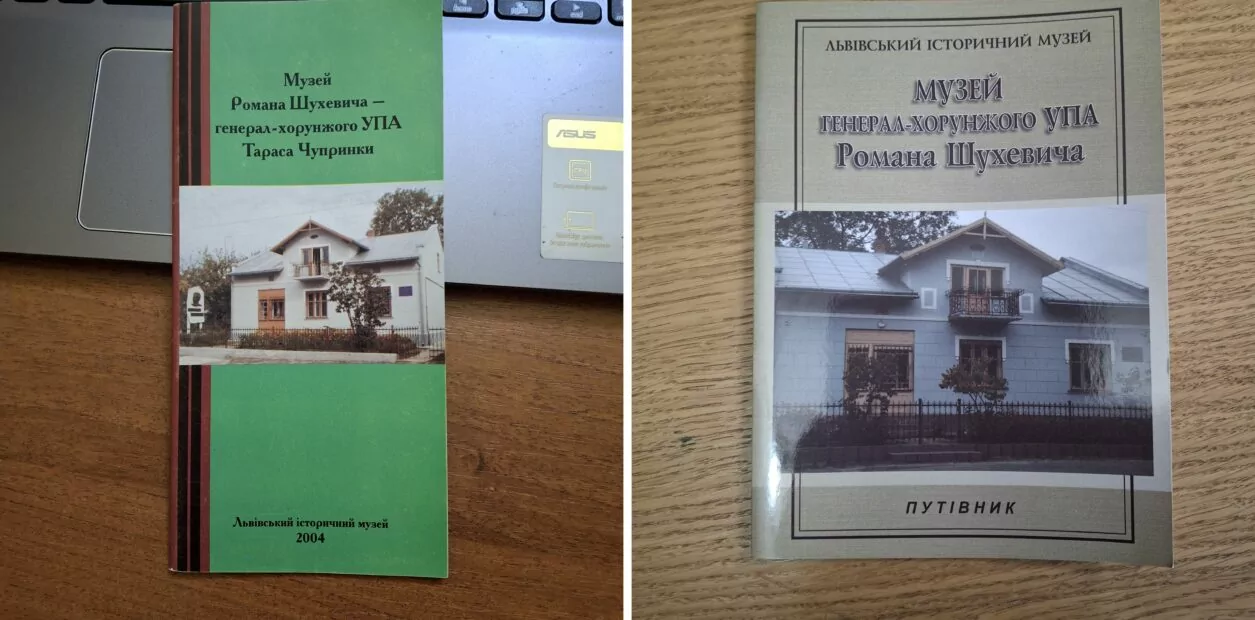 Музей
Романа Шухевича –
генерал-хорунжого УПА
Тараса Чупринки
Львівський історичний музей
2004
ASUS
ЛЬВІВСЬКИЙ ІСТОРИЧНИЙ МУЗЕЙ
МУЗЕЙ
ГЕНЕРАЛ-ХОРУНЖОГО УПА
РОМАНА ШУХЕВИЧА
ПУТІВНИК